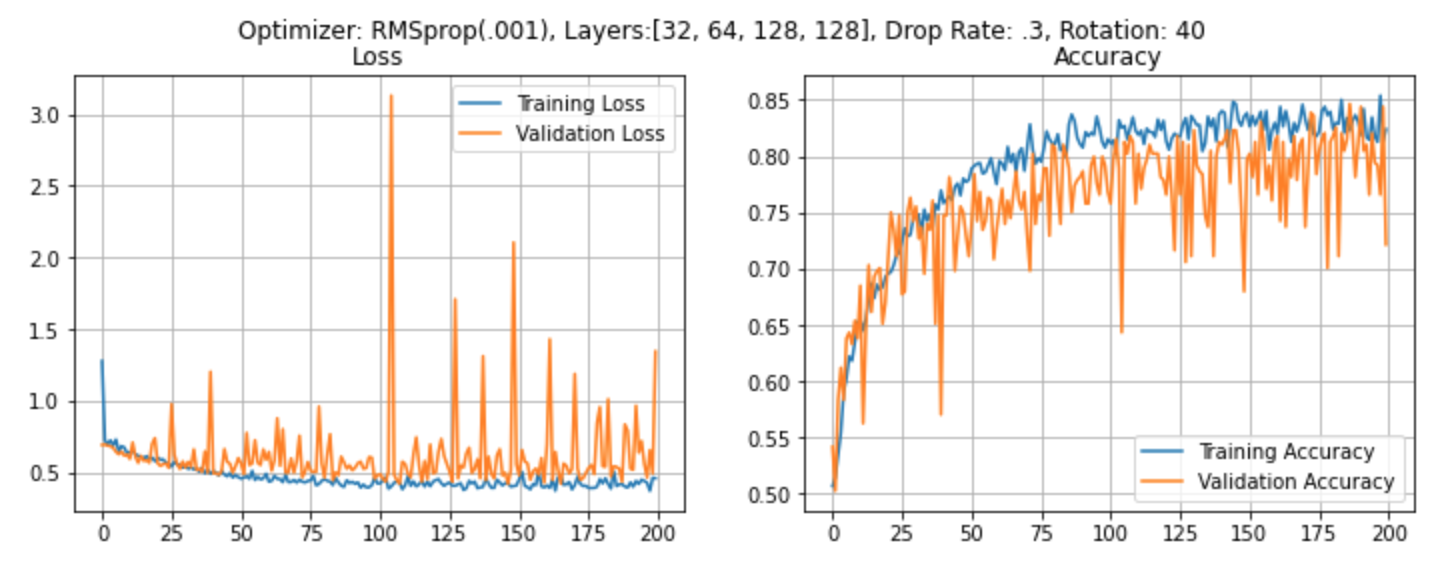 Optimizer: RMSprop(.001), Layers:[32, 64, 128, 128], Drop Rate: .3, Rotation: 40
Loss
3.0
2.5
2.0
1.5
1.0
0.5
0 25 50 75 100 125 150 175 200
Training Loss
Validation Loss
Accuracy
0.85
0.80
0.75
0.70
0.65
0.60
0.55
0.50
0 25 50 75 100 125 150 175 200
Training Accuracy
Validation Accuracy